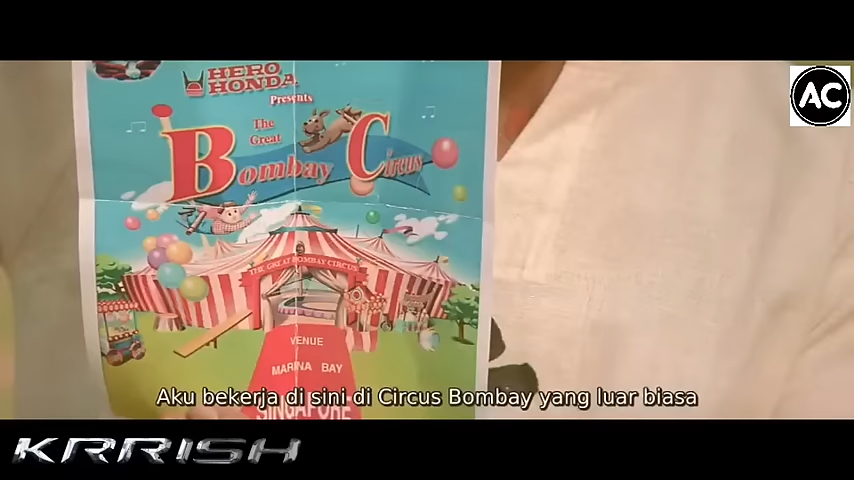 HERO
HONDA
Presents
The
Great
Bombay Circus
THE GREAT BOMBAY CIRCUS
VENUE
MARINA BAY
SINGAPORE
Aku bekerja di sini di Circus Bombay yang luar biasa
KRRISH
AC